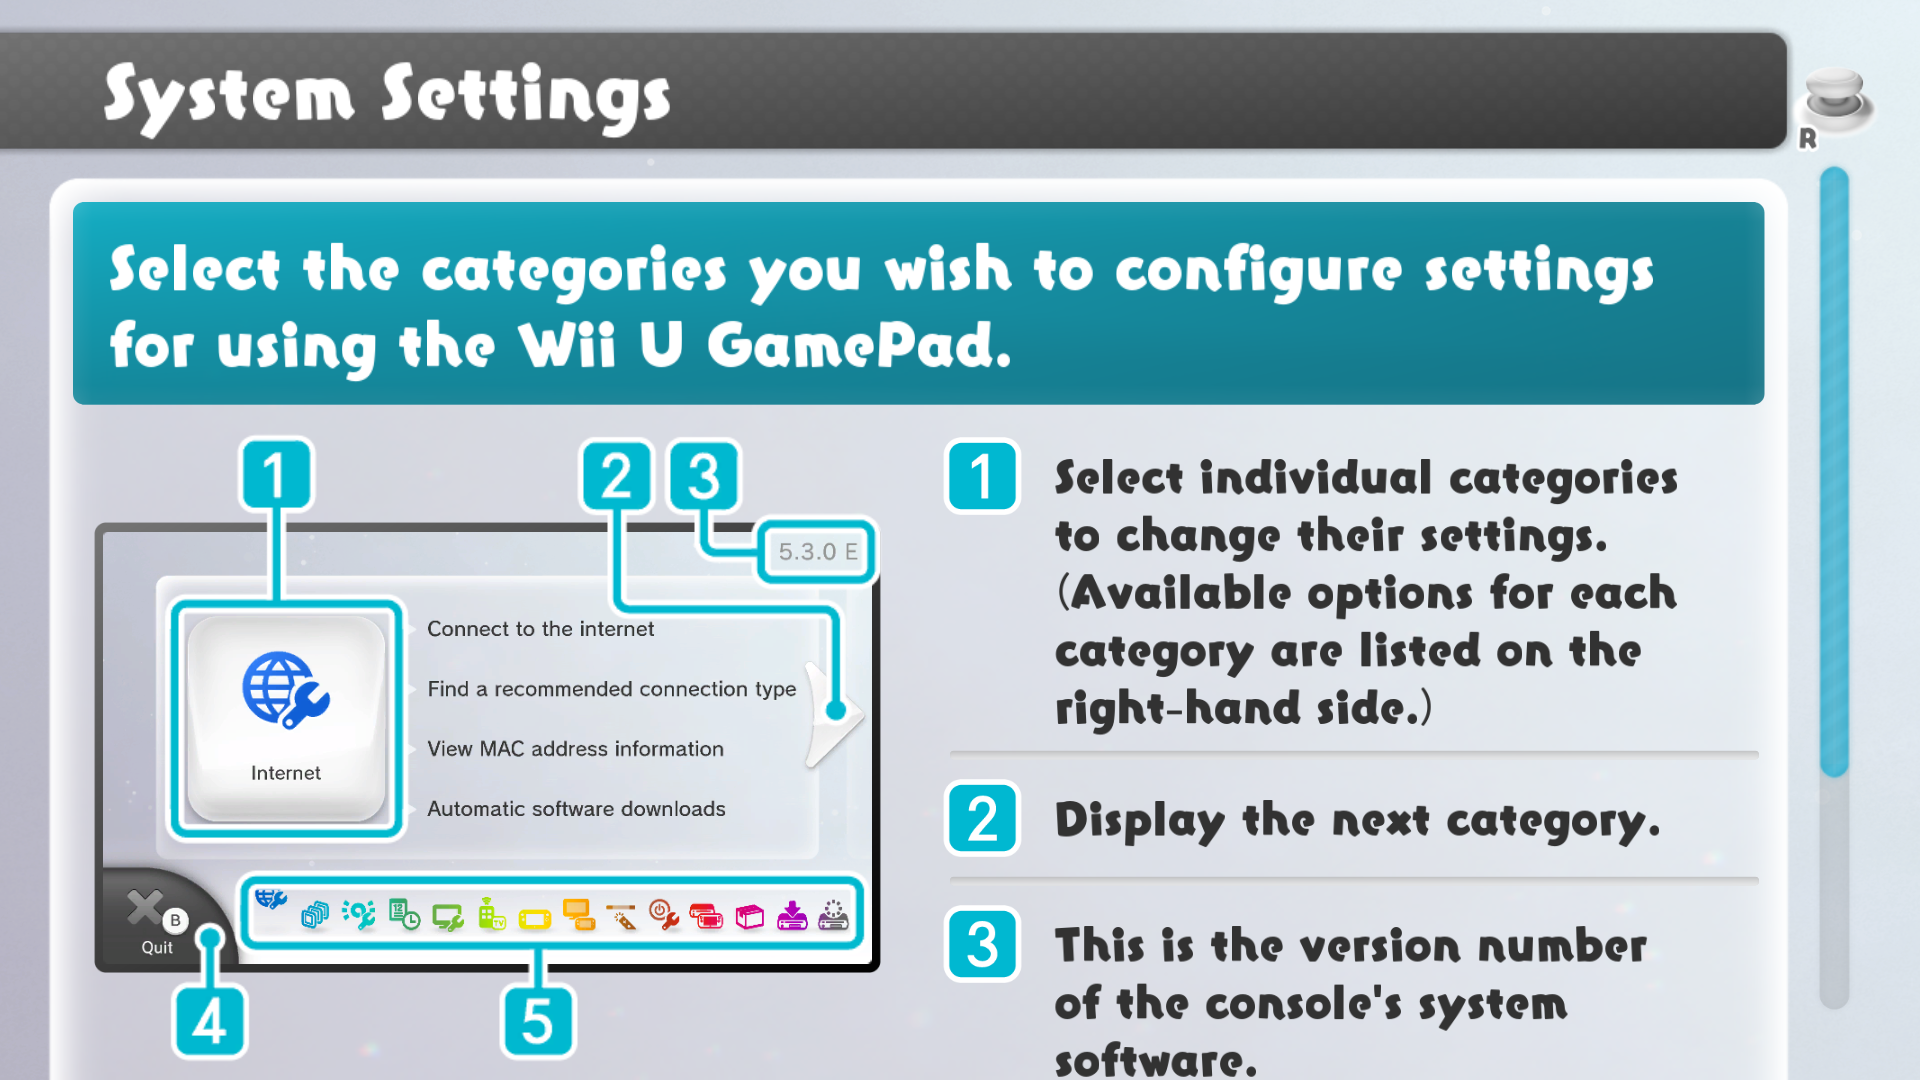 System Settings
R
Select the categories you wish to configure settings
for using the Wii U GamePad.
1
2
3
5.3.0 E
Connect to the internet
Find a recommended connection type
View MAC address information
Automatic software downloads
Internet
B
Quit
12
TV
4
5
1
Select individual categories
to change their settings.
(Available options for each
category are listed on the
right-hand side.)
2
Display the next category.
3
This is the version number
of the console's system
software.